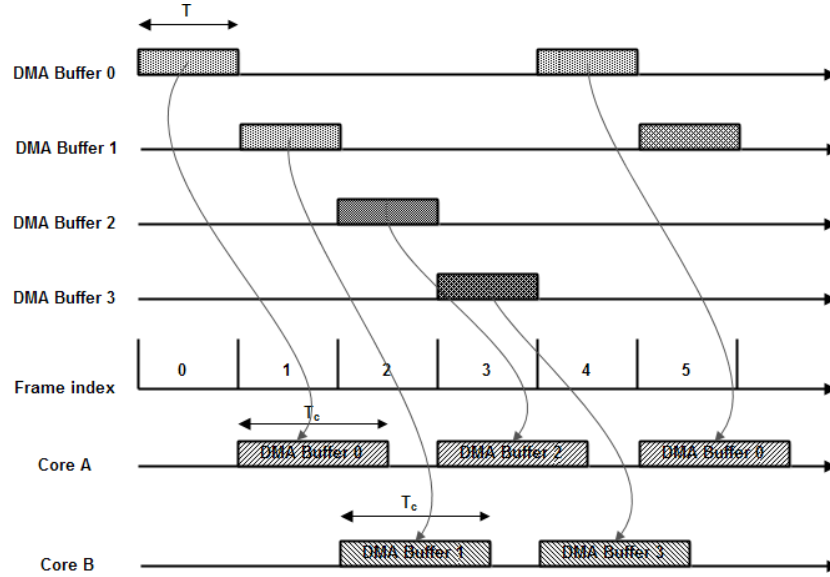 T
DMA Buffer 0
DMA Buffer 1
DMA Buffer 2
DMA Buffer 3
Frame index 0 1 2 3 4 5
Tc
Core A DMA Buffer 0 DMA Buffer 2 DMA Buffer 0
Tc
Core B DMA Buffer 1 DMA Buffer 3